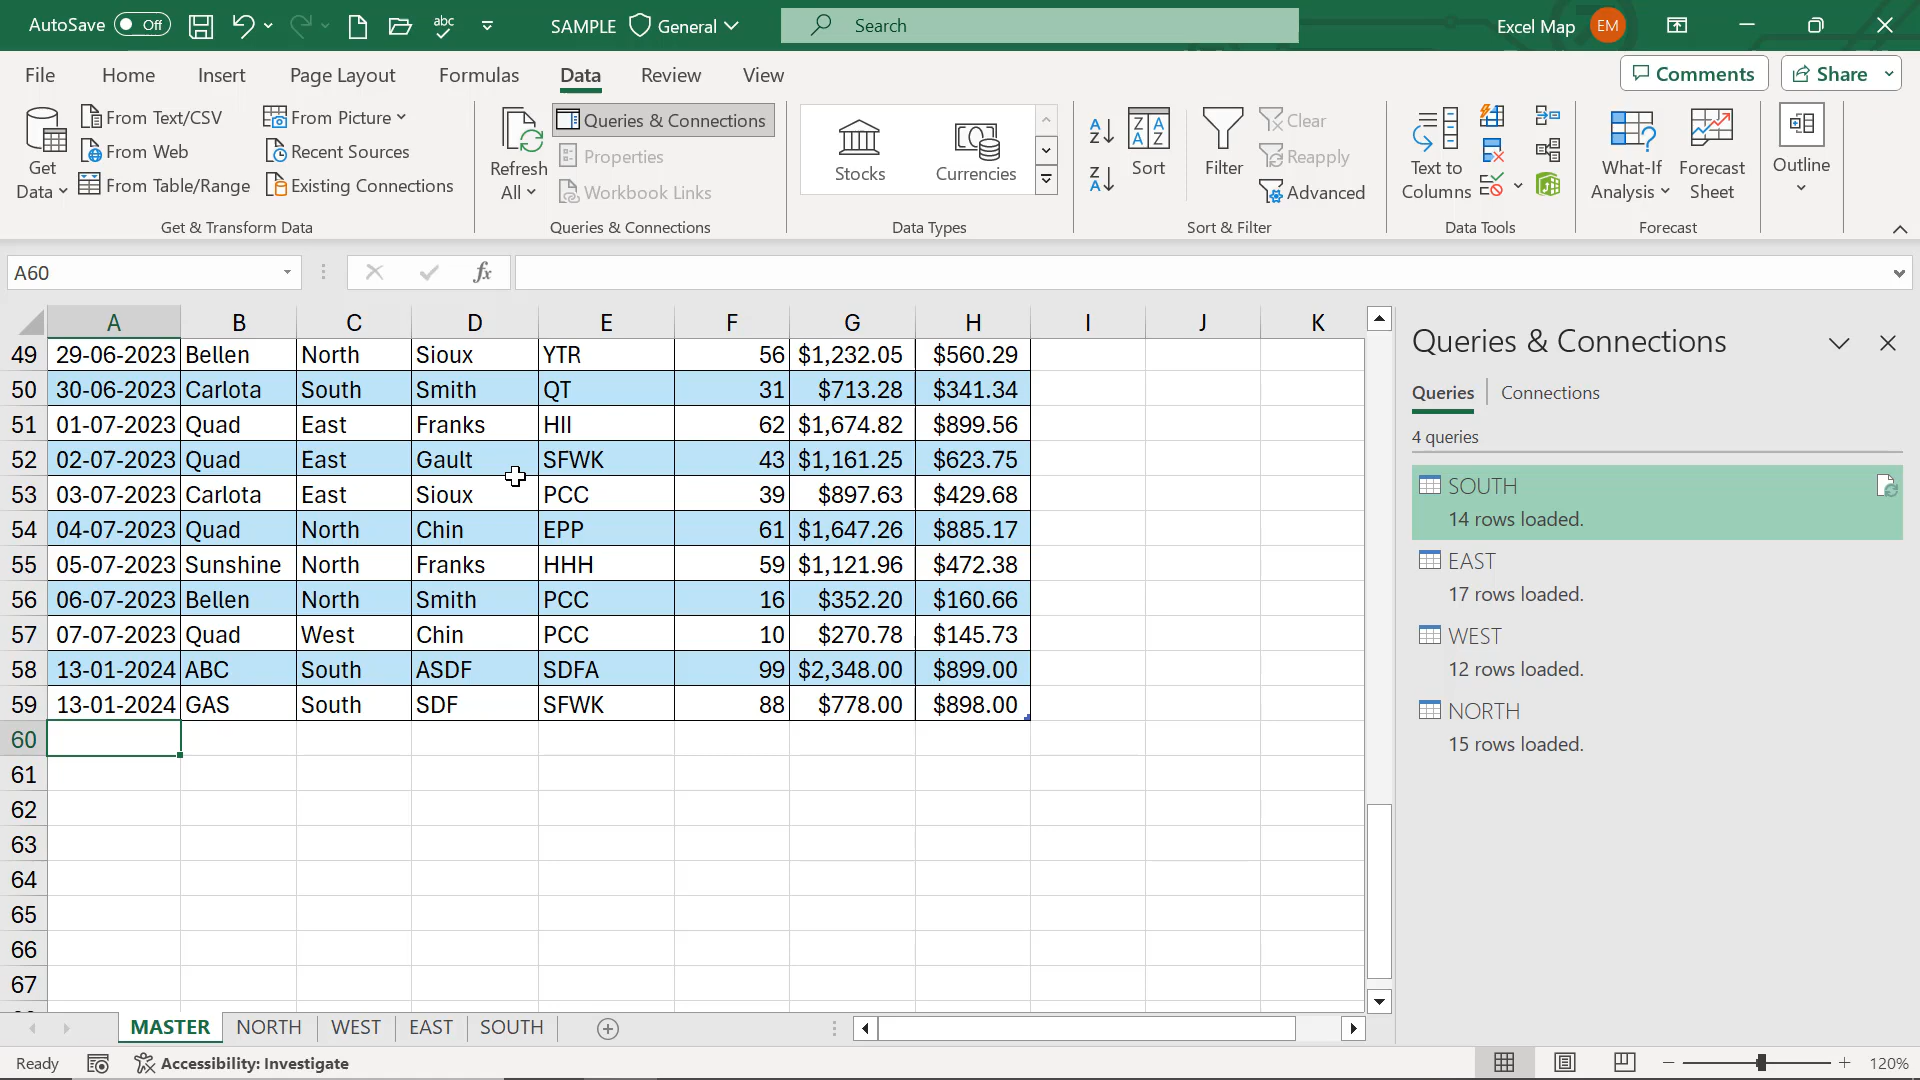 AutoSave Off SAMPLE General Search Excel Map EM
File Home Insert Page Layout Formulas Data Review View Comments Share
Get Data
From Text/CSV
From Web
From Table/Range
From Picture
Recent Sources
Existing Connections
Get & Transform Data
Refresh All
Queries & Connections
Properties
Workbook Links
Queries & Connections
Stocks
Currencies
Data Types
Sort
Filter
Clear
Reapply
Advanced
Sort & Filter
Text to Columns
Data Tools
What-If Analysis
Forecast Sheet
Forecast
Outline
A60 fx
A B C D E F G H I J K
49 29-06-2023 Bellen North Sioux YTR 56 $1,232.05 $560.29
50 30-06-2023 Carlota South Smith QT 31 $713.28 $341.34
51 01-07-2023 Quad East Franks HII 62 $1,674.82 $899.56
52 02-07-2023 Quad East Gault SFWK 43 $1,161.25 $623.75
53 03-07-2023 Carlota East Sioux PCC 39 $897.63 $429.68
54 04-07-2023 Quad North Chin EPP 61 $1,647.26 $885.17
55 05-07-2023 Sunshine North Franks HHH 59 $1,121.96 $472.38
56 06-07-2023 Bellen North Smith PCC 16 $352.20 $160.66
57 07-07-2023 Quad West Chin PCC 10 $270.78 $145.73
58 13-01-2024 ABC South ASDF SDFA 99 $2,348.00 $899.00
59 13-01-2024 GAS South SDF SFWK 88 $778.00 $898.00
60
61
62
63
64
65
66
67
Queries & Connections
Queries Connections
4 queries
SOUTH
14 rows loaded.
EAST
17 rows loaded.
WEST
12 rows loaded.
NORTH
15 rows loaded.
MASTER NORTH WEST EAST SOUTH
Ready Accessibility: Investigate 120%